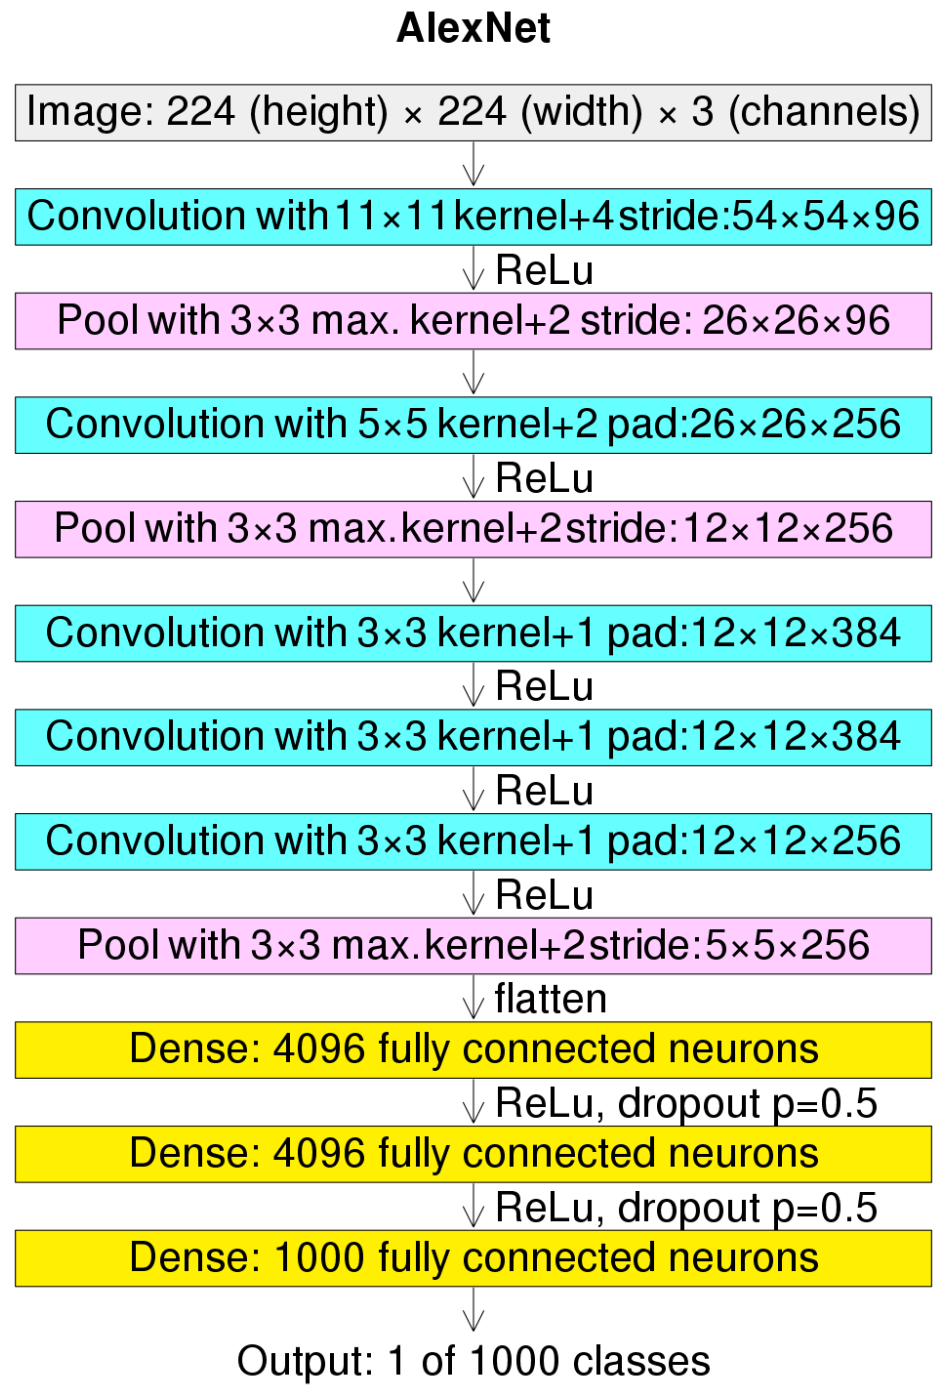 AlexNet
Image: 224 (height) × 224 (width) × 3 (channels)
Convolution with 11×11 kernel+4 stride:54×54×96
ReLu
Pool with 3×3 max. kernel+2 stride: 26×26×96
Convolution with 5×5 kernel+2 pad:26×26×256
ReLu
Pool with 3×3 max.kernel+2stride:12×12×256
Convolution with 3×3 kernel+1 pad:12×12×384
ReLu
Convolution with 3×3 kernel+1 pad:12×12×384
ReLu
Convolution with 3×3 kernel+1 pad:12×12×256
ReLu
Pool with 3×3 max.kernel+2stride:5×5×256
flatten
Dense: 4096 fully connected neurons
ReLu, dropout p=0.5
Dense: 4096 fully connected neurons
ReLu, dropout p=0.5
Dense: 1000 fully connected neurons
Output: 1 of 1000 classes